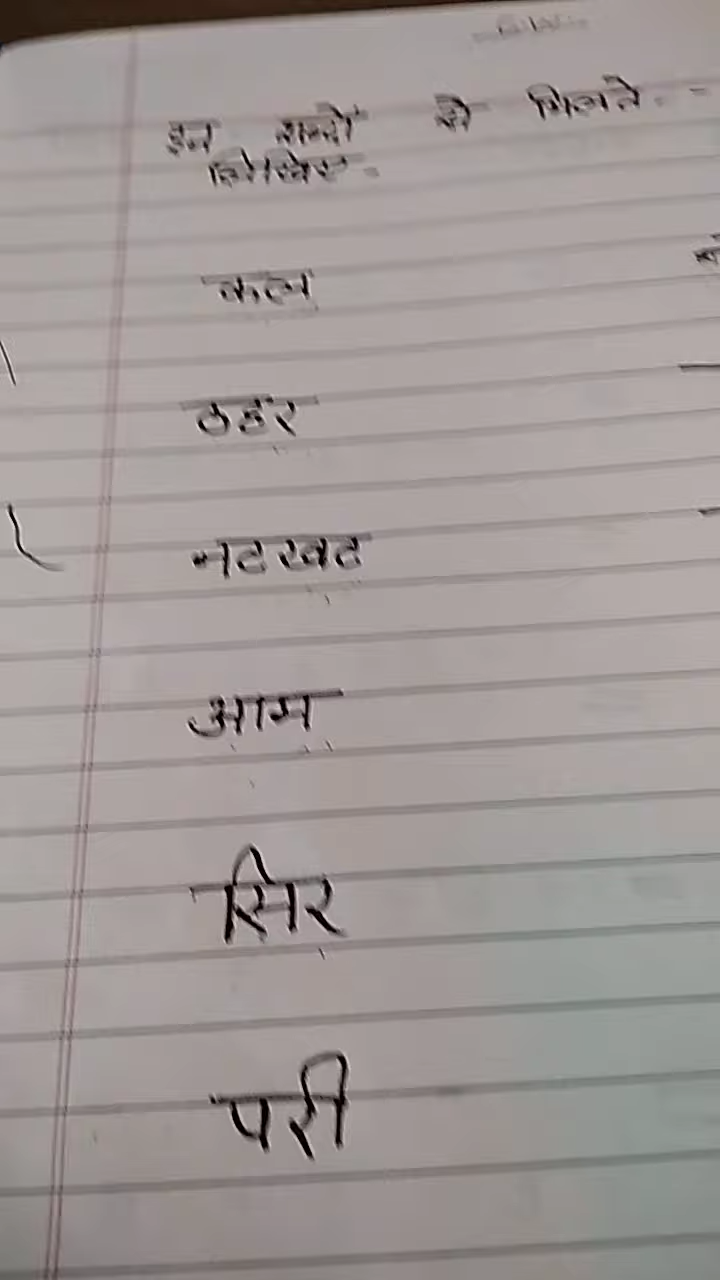 इन शब्दों से मिलते
लिखिए -
कल
ठहर
नटखट
आम
सिर
परी